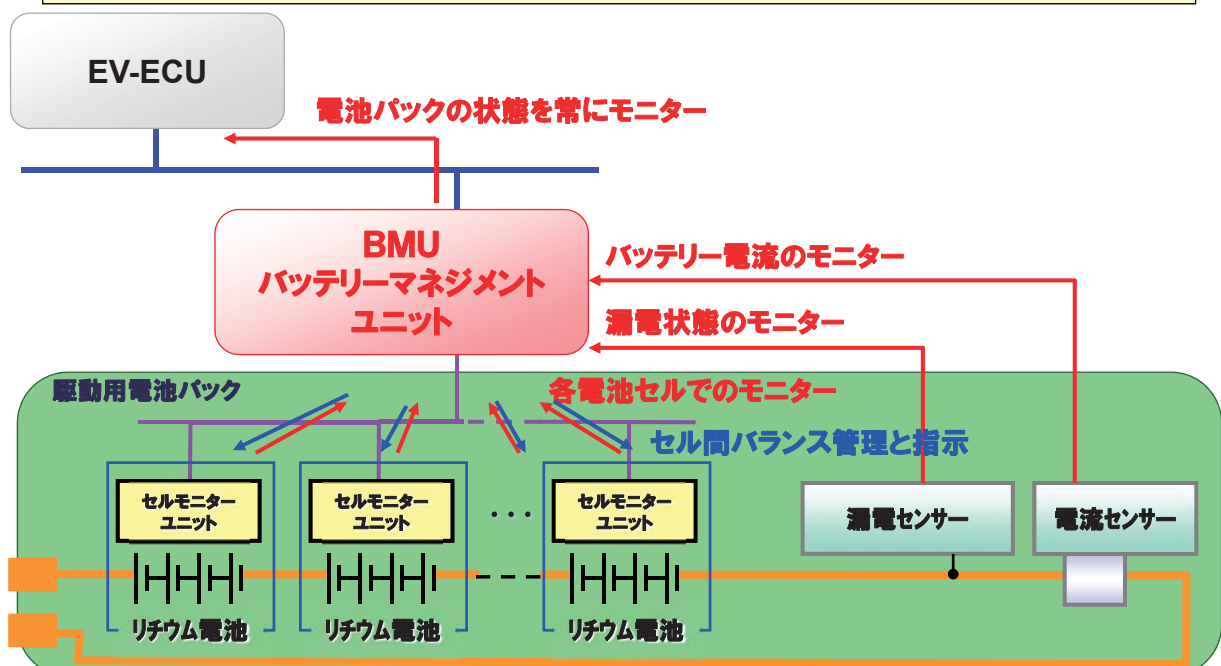 EV-ECU
電池パックの状態を常にモニター
BMU
バッテリーマネジメント
ユニット
バッテリー電流のモニター
漏電状態のモニター
駆動用電池パック
各電池セルでのモニター
セル間バランス管理と指示
セルモニター
ユニット
セルモニター
ユニット
・・・
セルモニター
ユニット
漏電センサー
電流センサー
リチウム電池
リチウム電池
リチウム電池